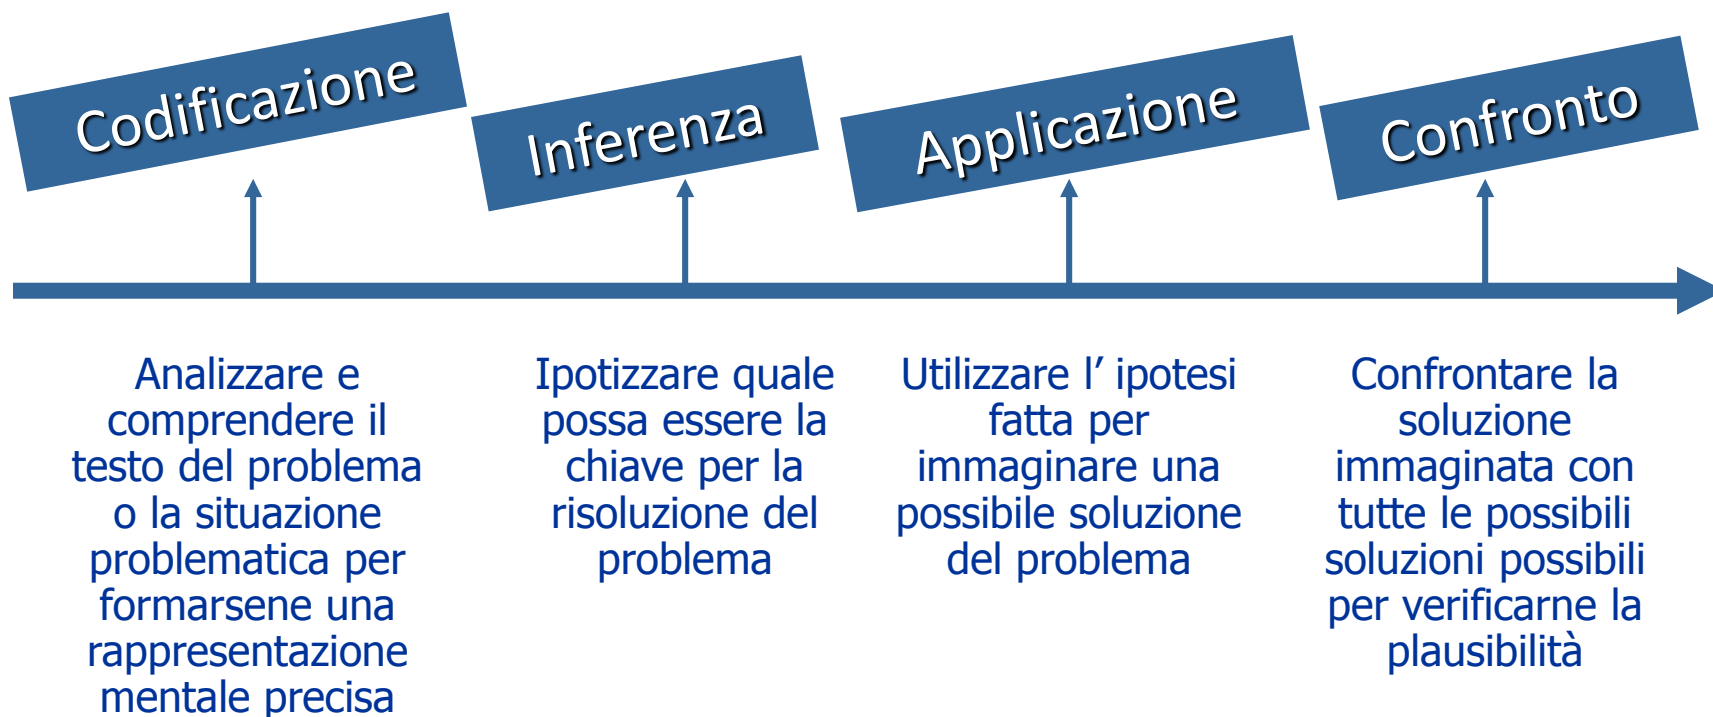 Codificazione
Inferenza
Applicazione
Confronto
Analizzare e
comprendere il
testo del problema
o la situazione
problematica per
formarsene una
rappresentazione
mentale precisa
Ipotizzare quale
possa essere la
chiave per la
risoluzione del
problema
Utilizzare l’ ipotesi
fatta per
immaginare una
possibile soluzione
del problema
Confrontare la
soluzione
immaginata con
tutte le possibili
soluzioni possibili
per verificarne la
plausibilità